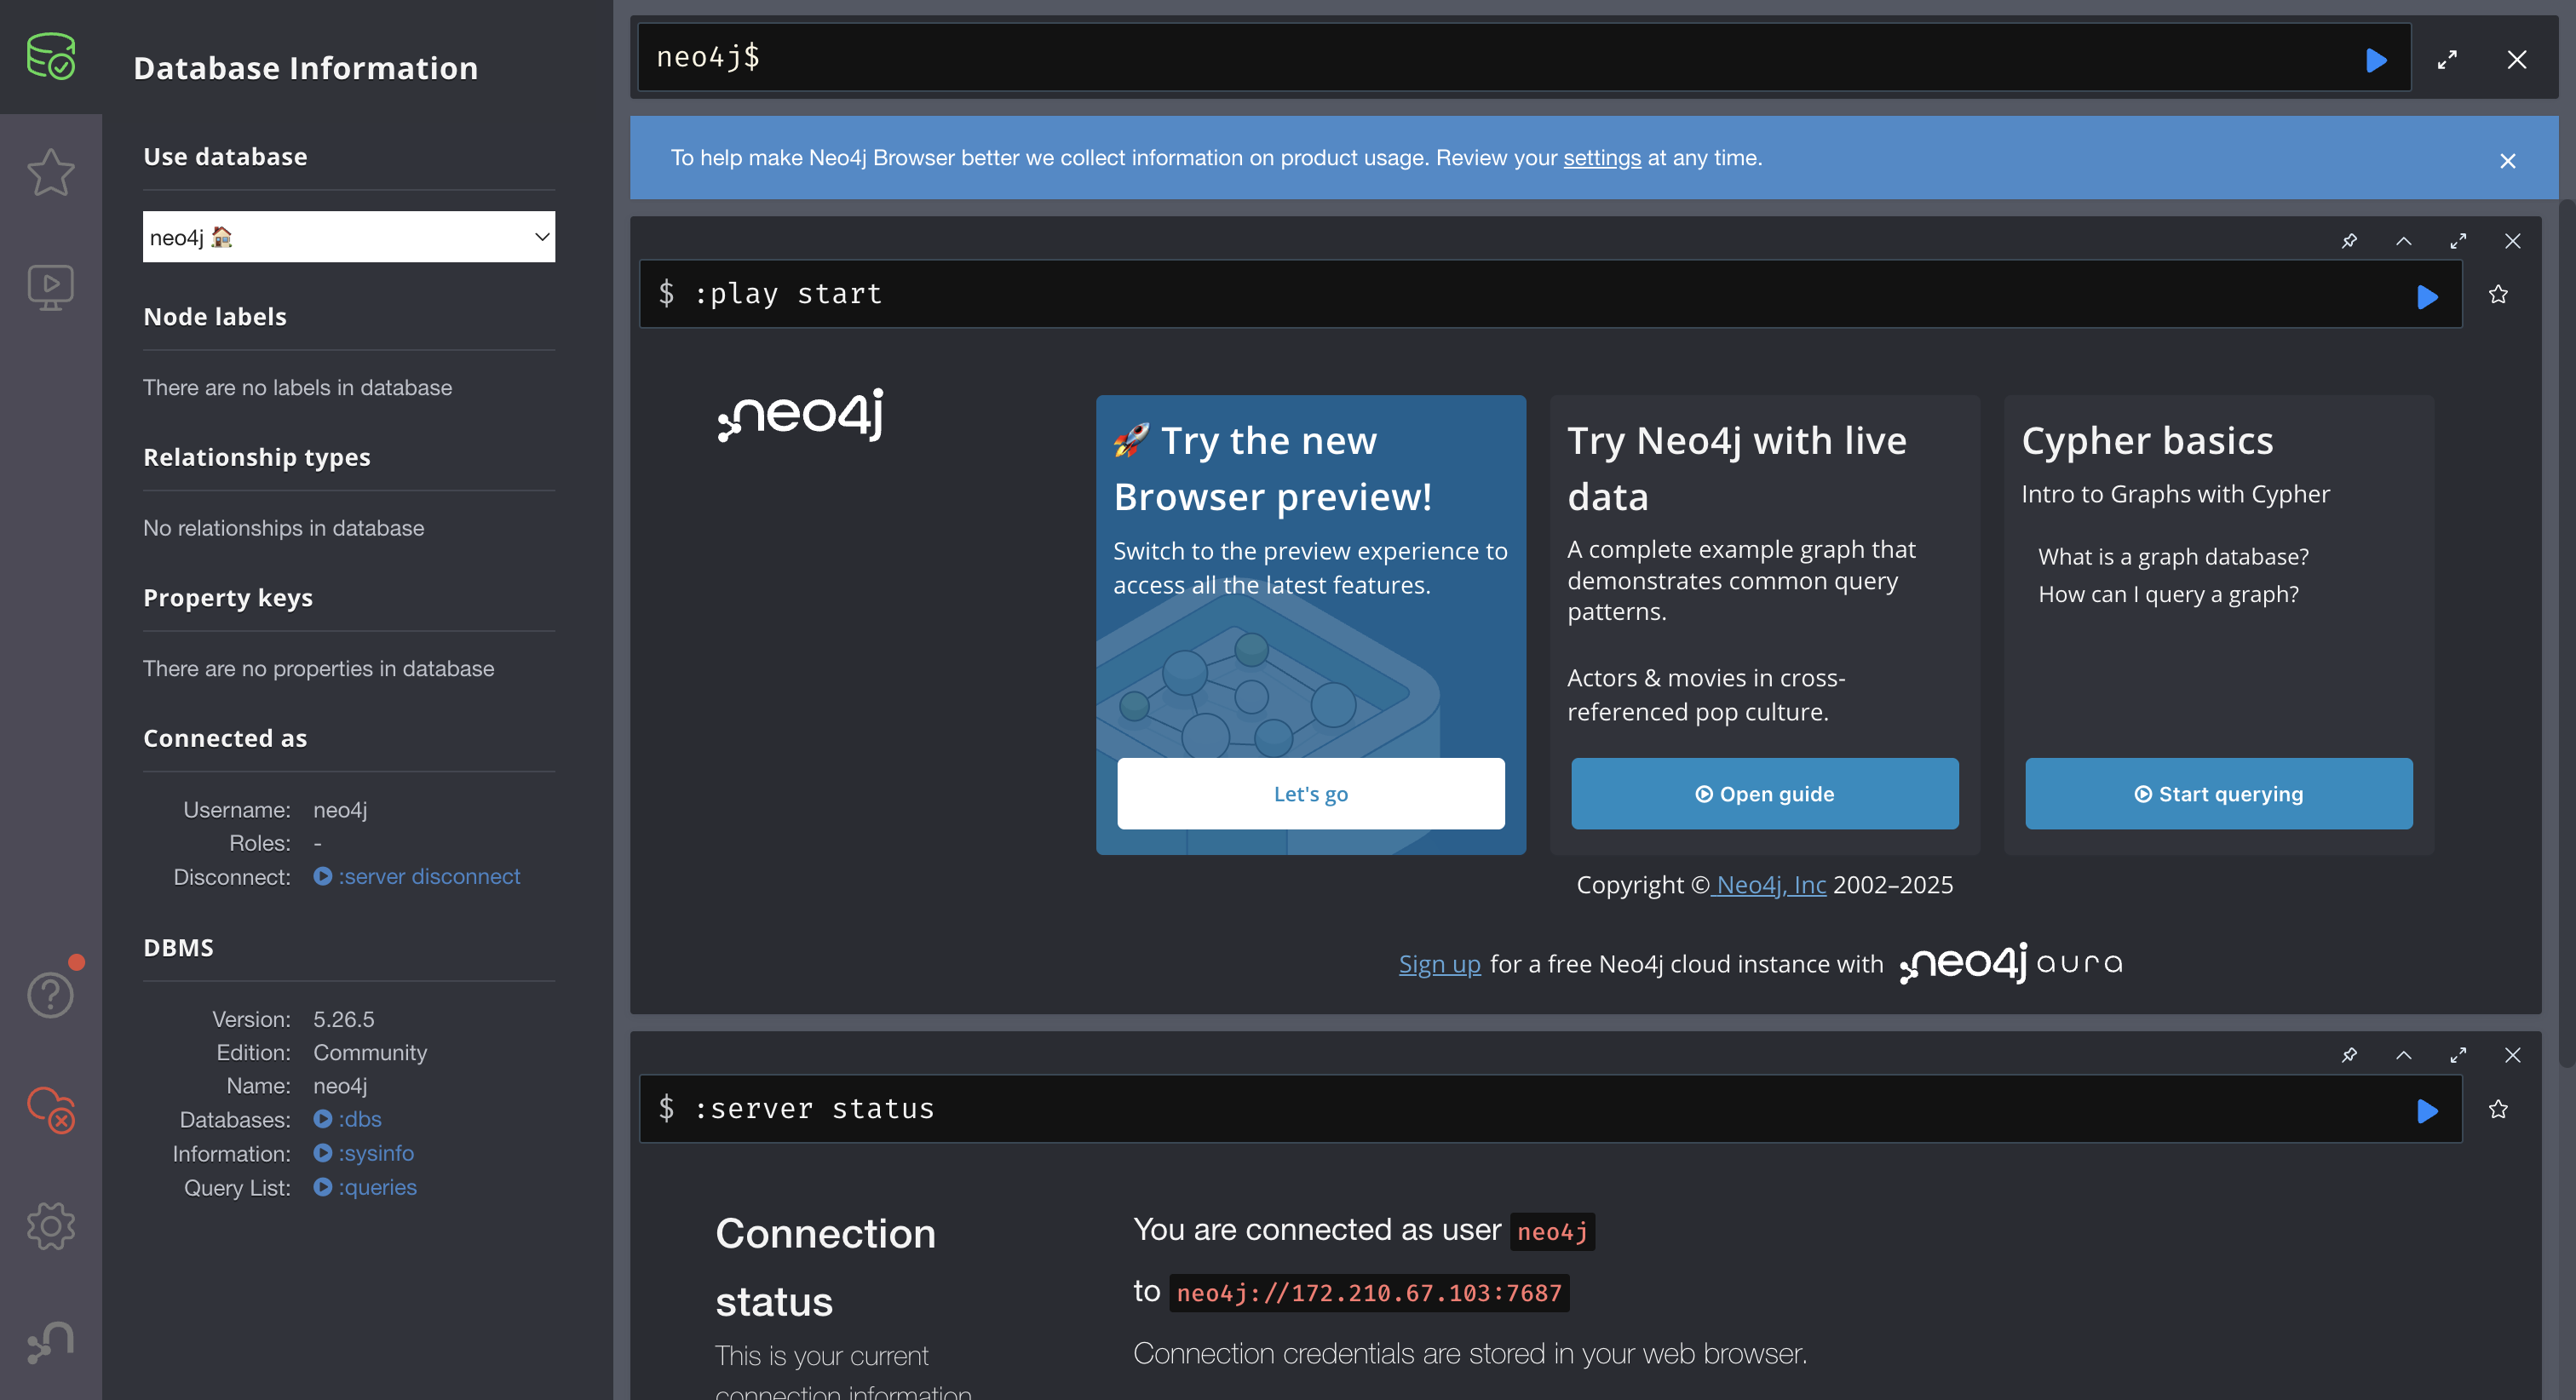 Database Information
Use database
neo4j 🏠
Node labels
There are no labels in database
Relationship types
No relationships in database
Property keys
There are no properties in database
Connected as
Username: neo4j
Roles: -
Disconnect: :server disconnect
DBMS
Version: 5.26.5
Edition: Community
Name: neo4j
Databases: :dbs
Information: :sysinfo
Query List: :queries
neo4j$
To help make Neo4j Browser better we collect information on product usage. Review your settings at any time.
$ :play start
neo4j
🚀 Try the new
Browser preview!
Switch to the preview experience to
access all the latest features.
Let's go
Try Neo4j with live
data
A complete example graph that
demonstrates common query
patterns.
Actors & movies in cross-
referenced pop culture.
Open guide
Cypher basics
Intro to Graphs with Cypher
What is a graph database?
How can I query a graph?
Start querying
Copyright © Neo4j, Inc 2002–2025
Sign up for a free Neo4j cloud instance with neo4j aura
$ :server status
Connection
status
This is your current
connection information
You are connected as user neo4j
to neo4j://172.210.67.103:7687
Connection credentials are stored in your web browser.